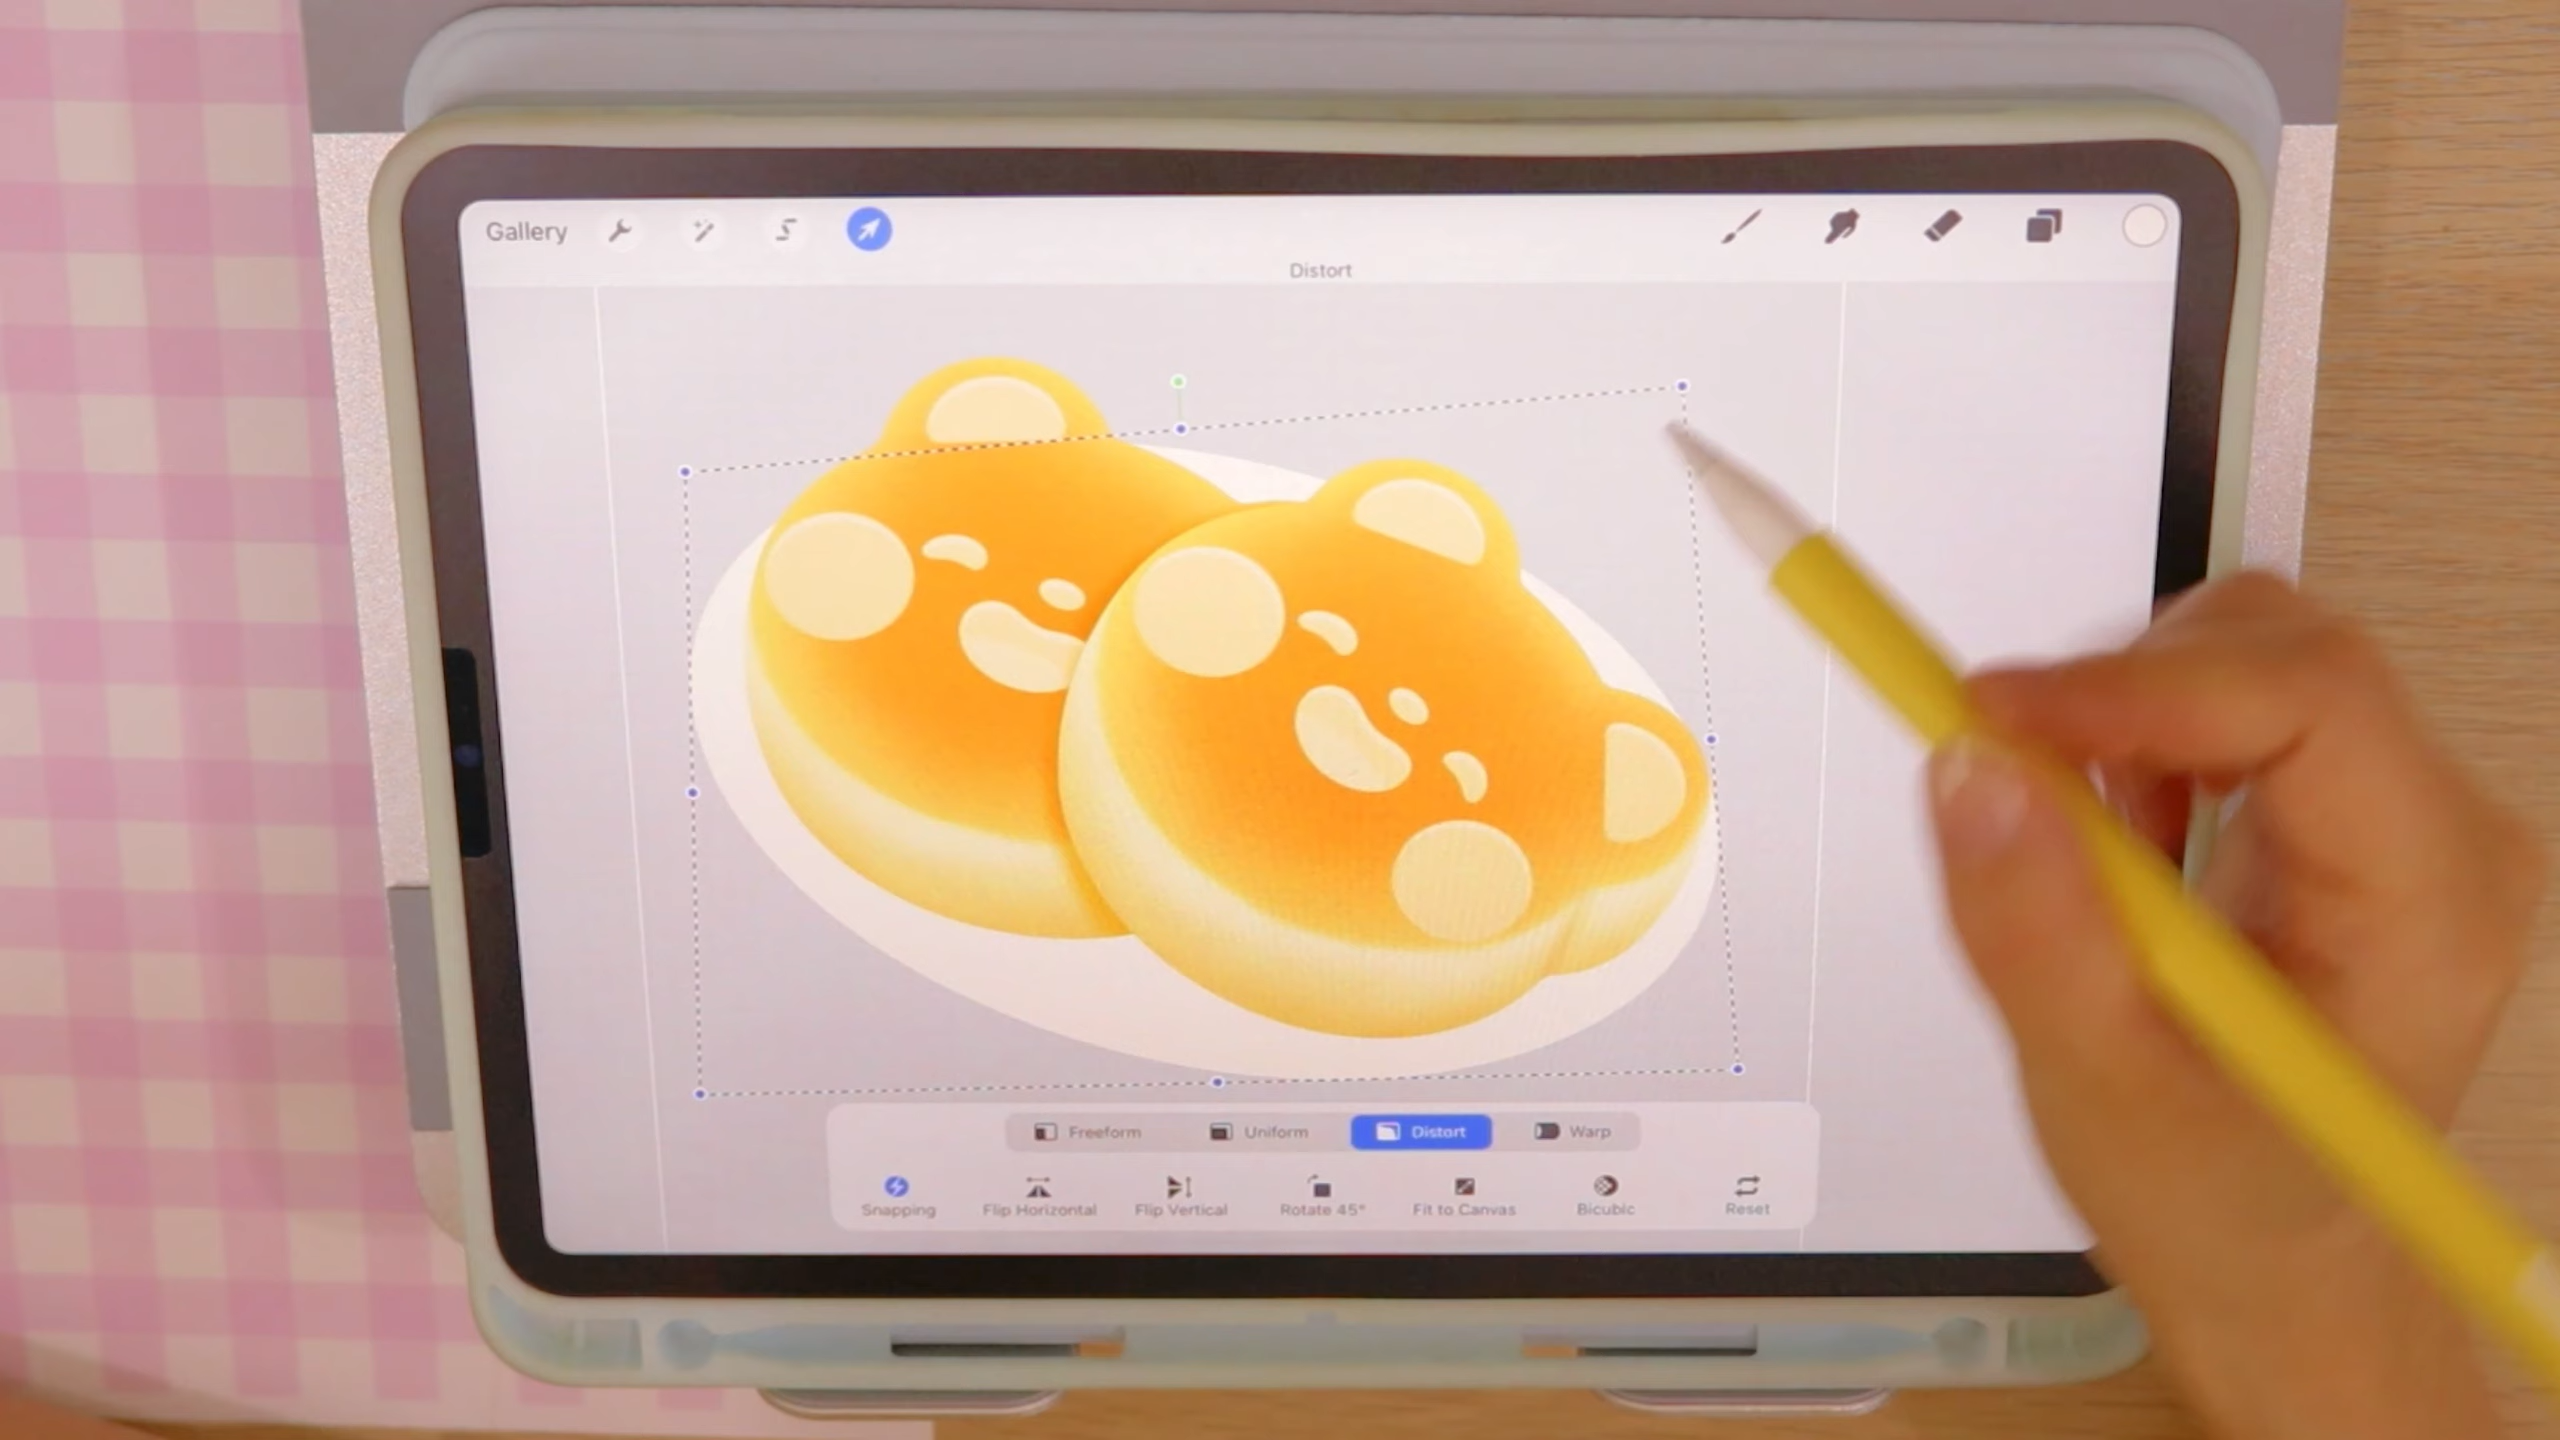 Gallery
Distort
Freeform Uniform Distort Warp
Snapping Flip Horizontal Flip Vertical Rotate 45° Fit to Canvas Bicubic Reset